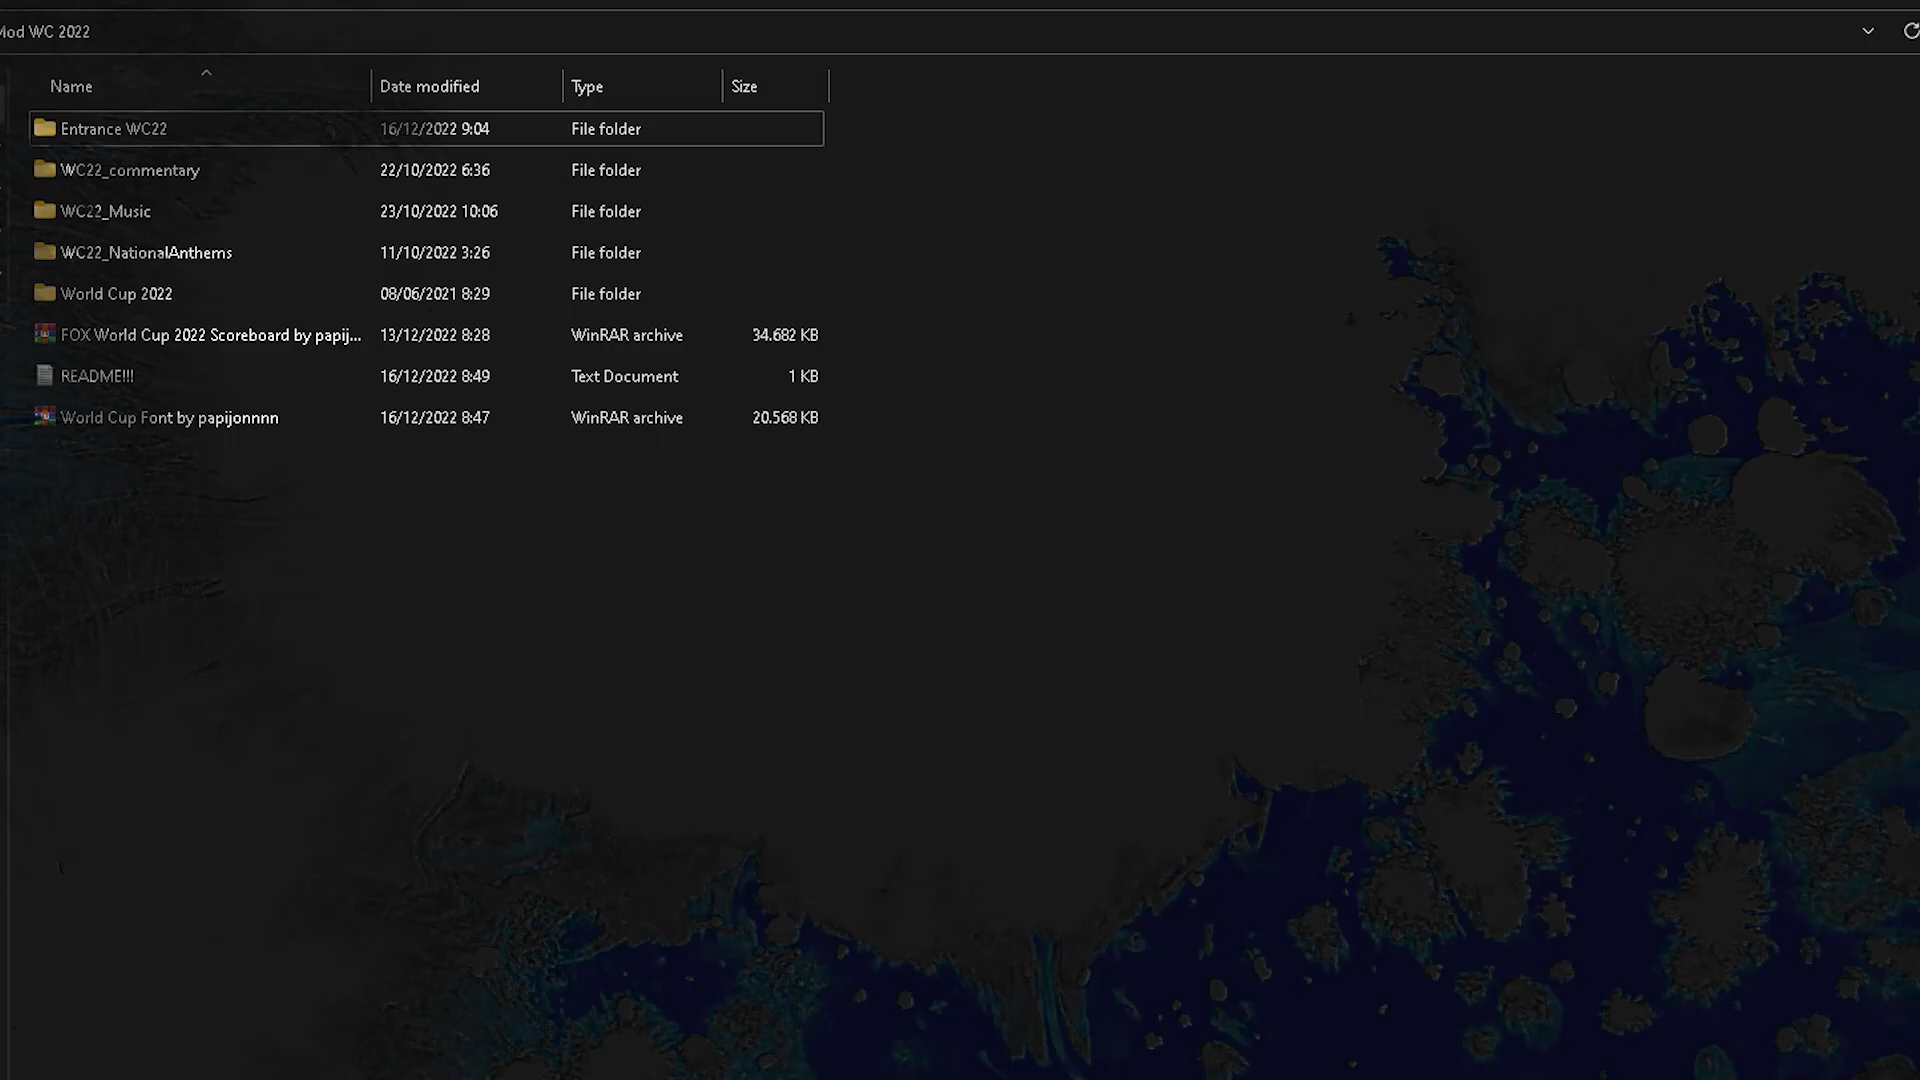 Mod WC 2022
Name Date modified Type Size
Entrance WC22 16/12/2022 9:04 File folder
WC22_commentary 22/10/2022 6:36 File folder
WC22_Music 23/10/2022 10:06 File folder
WC22_NationalAnthems 11/10/2022 3:26 File folder
World Cup 2022 08/06/2021 8:29 File folder
FOX World Cup 2022 Scoreboard by papij... 13/12/2022 8:28 WinRAR archive 34.682 KB
README!!! 16/12/2022 8:49 Text Document 1 KB
World Cup Font by papijonnnn 16/12/2022 8:47 WinRAR archive 20.568 KB